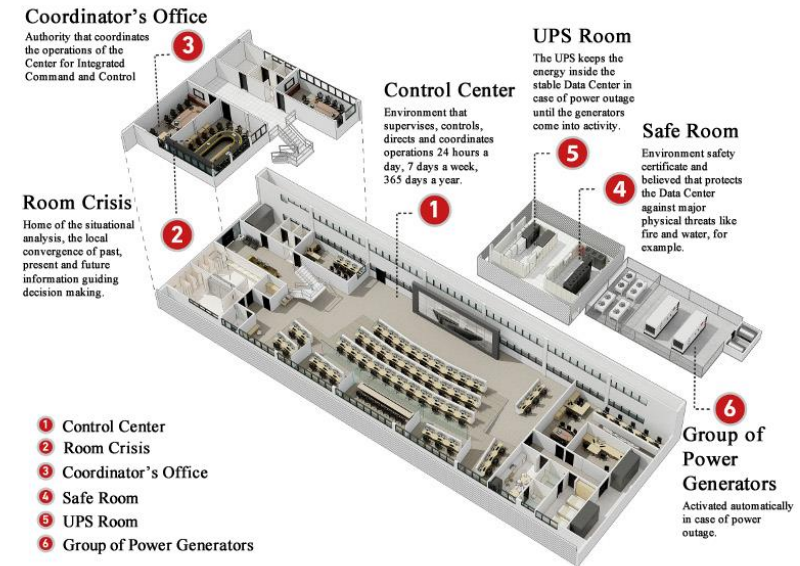 Coordinator's Office
Authority that coordinates
the operations of the
Center for Integrated
Command and Control
3
UPS Room
The UPS keeps the
energy inside the
stable Data Center in
case of power outage
until the generators
come into activity.
5
Control Center
Environment that
supervises, controls,
directs and coordinates
operations 24 hours a
day, 7 days a week,
365 days a year.
1
Safe Room
Environment safety
certificate and
believed that protects
the Data Center
against major
physical threats like
fire and water, for
example.
4
Room Crisis
Home of the situational
analysis, the local
convergence of past,
present and future
information guiding
decision making.
2
6
Group of
Power
Generators
Activated automatically
in case of power
outage.
1 Control Center
2 Room Crisis
3 Coordinator's Office
4 Safe Room
5 UPS Room
6 Group of Power Generators